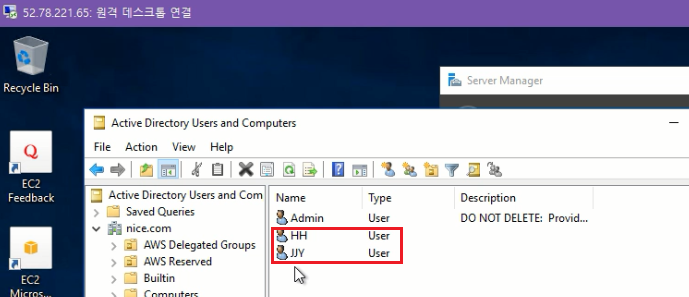 52.78.221.65: 원격 데스크톱 연결
Recycle Bin
Server Manager
Active Directory Users and Computers
File Action View Help
EC2
Feedback
Active Directory Users and Com
Saved Queries
nice.com
AWS Delegated Groups
AWS Reserved
Builtin
Computers
Name Type Description
Admin User DO NOT DELETE: Provid...
HH User
JJY User
EC2
Micros...